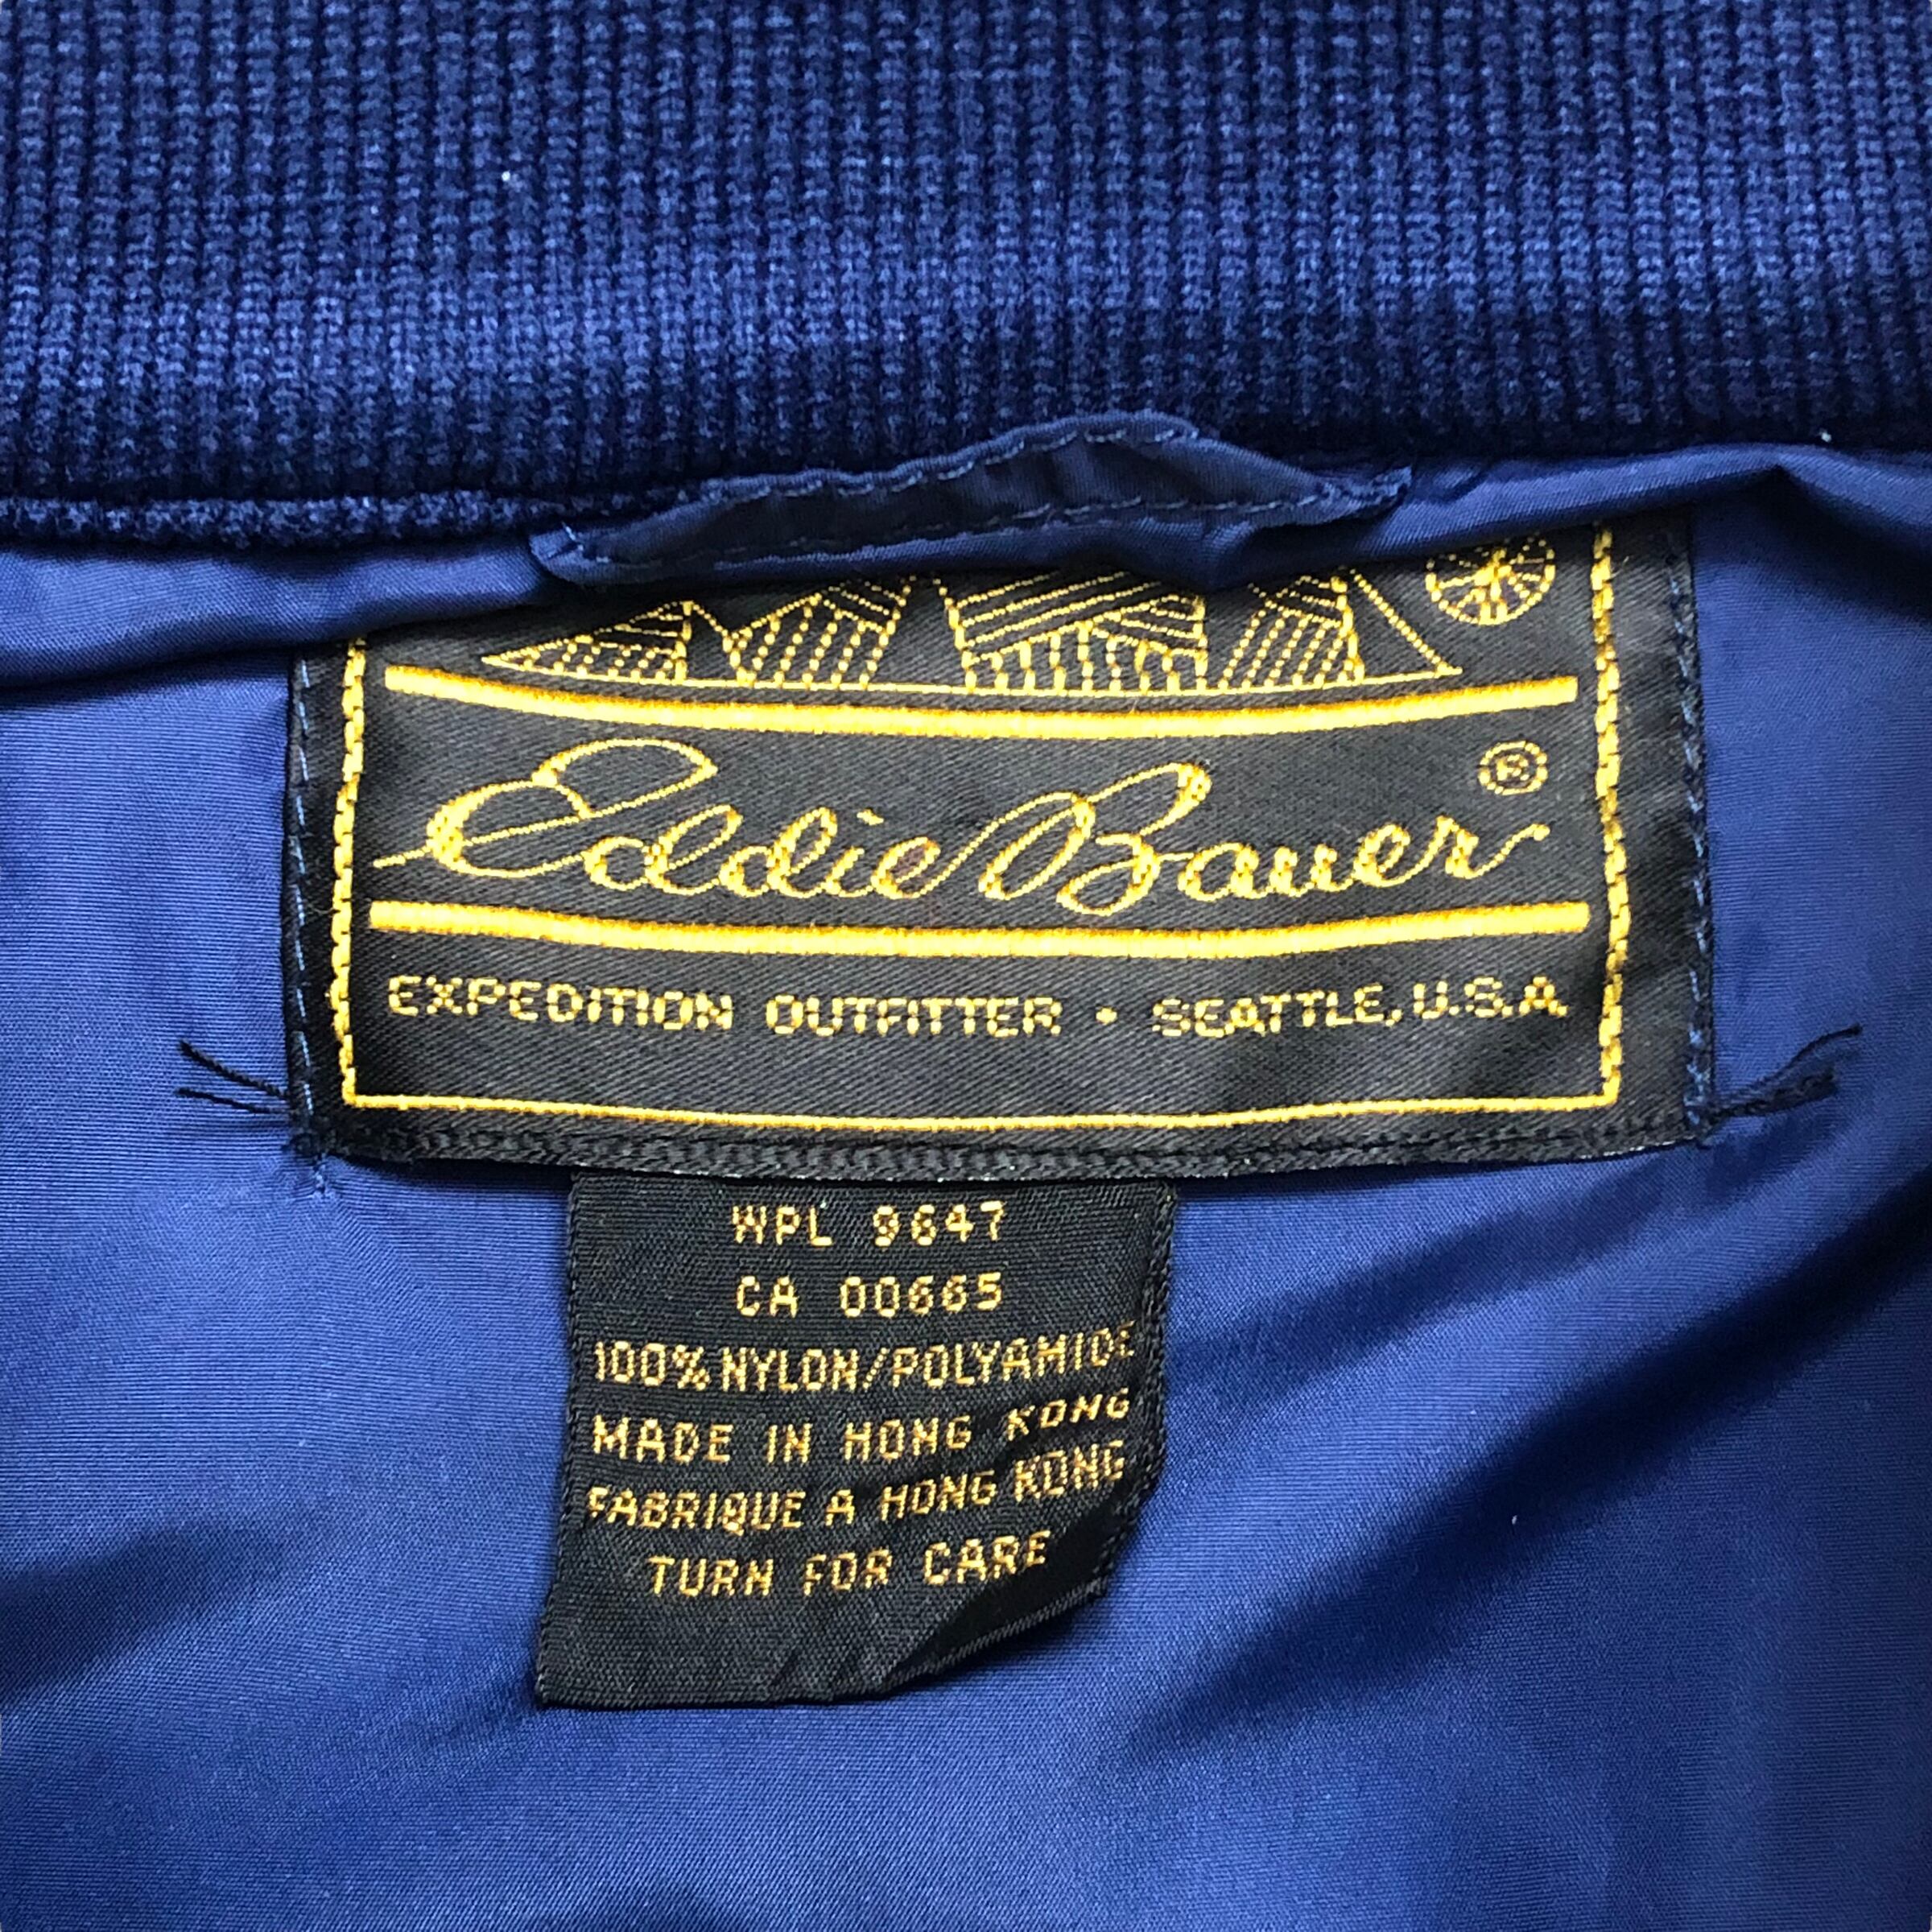 Eddie Bauer ®
EXPEDITION OUTFITTER • SEATTLE, U.S.A.
WPL 9647
CA 00665
100% NYLON/POLYAMIDE
MADE IN HONG KONG
FABRIQUE A HONG KONG
TURN FOR CARE